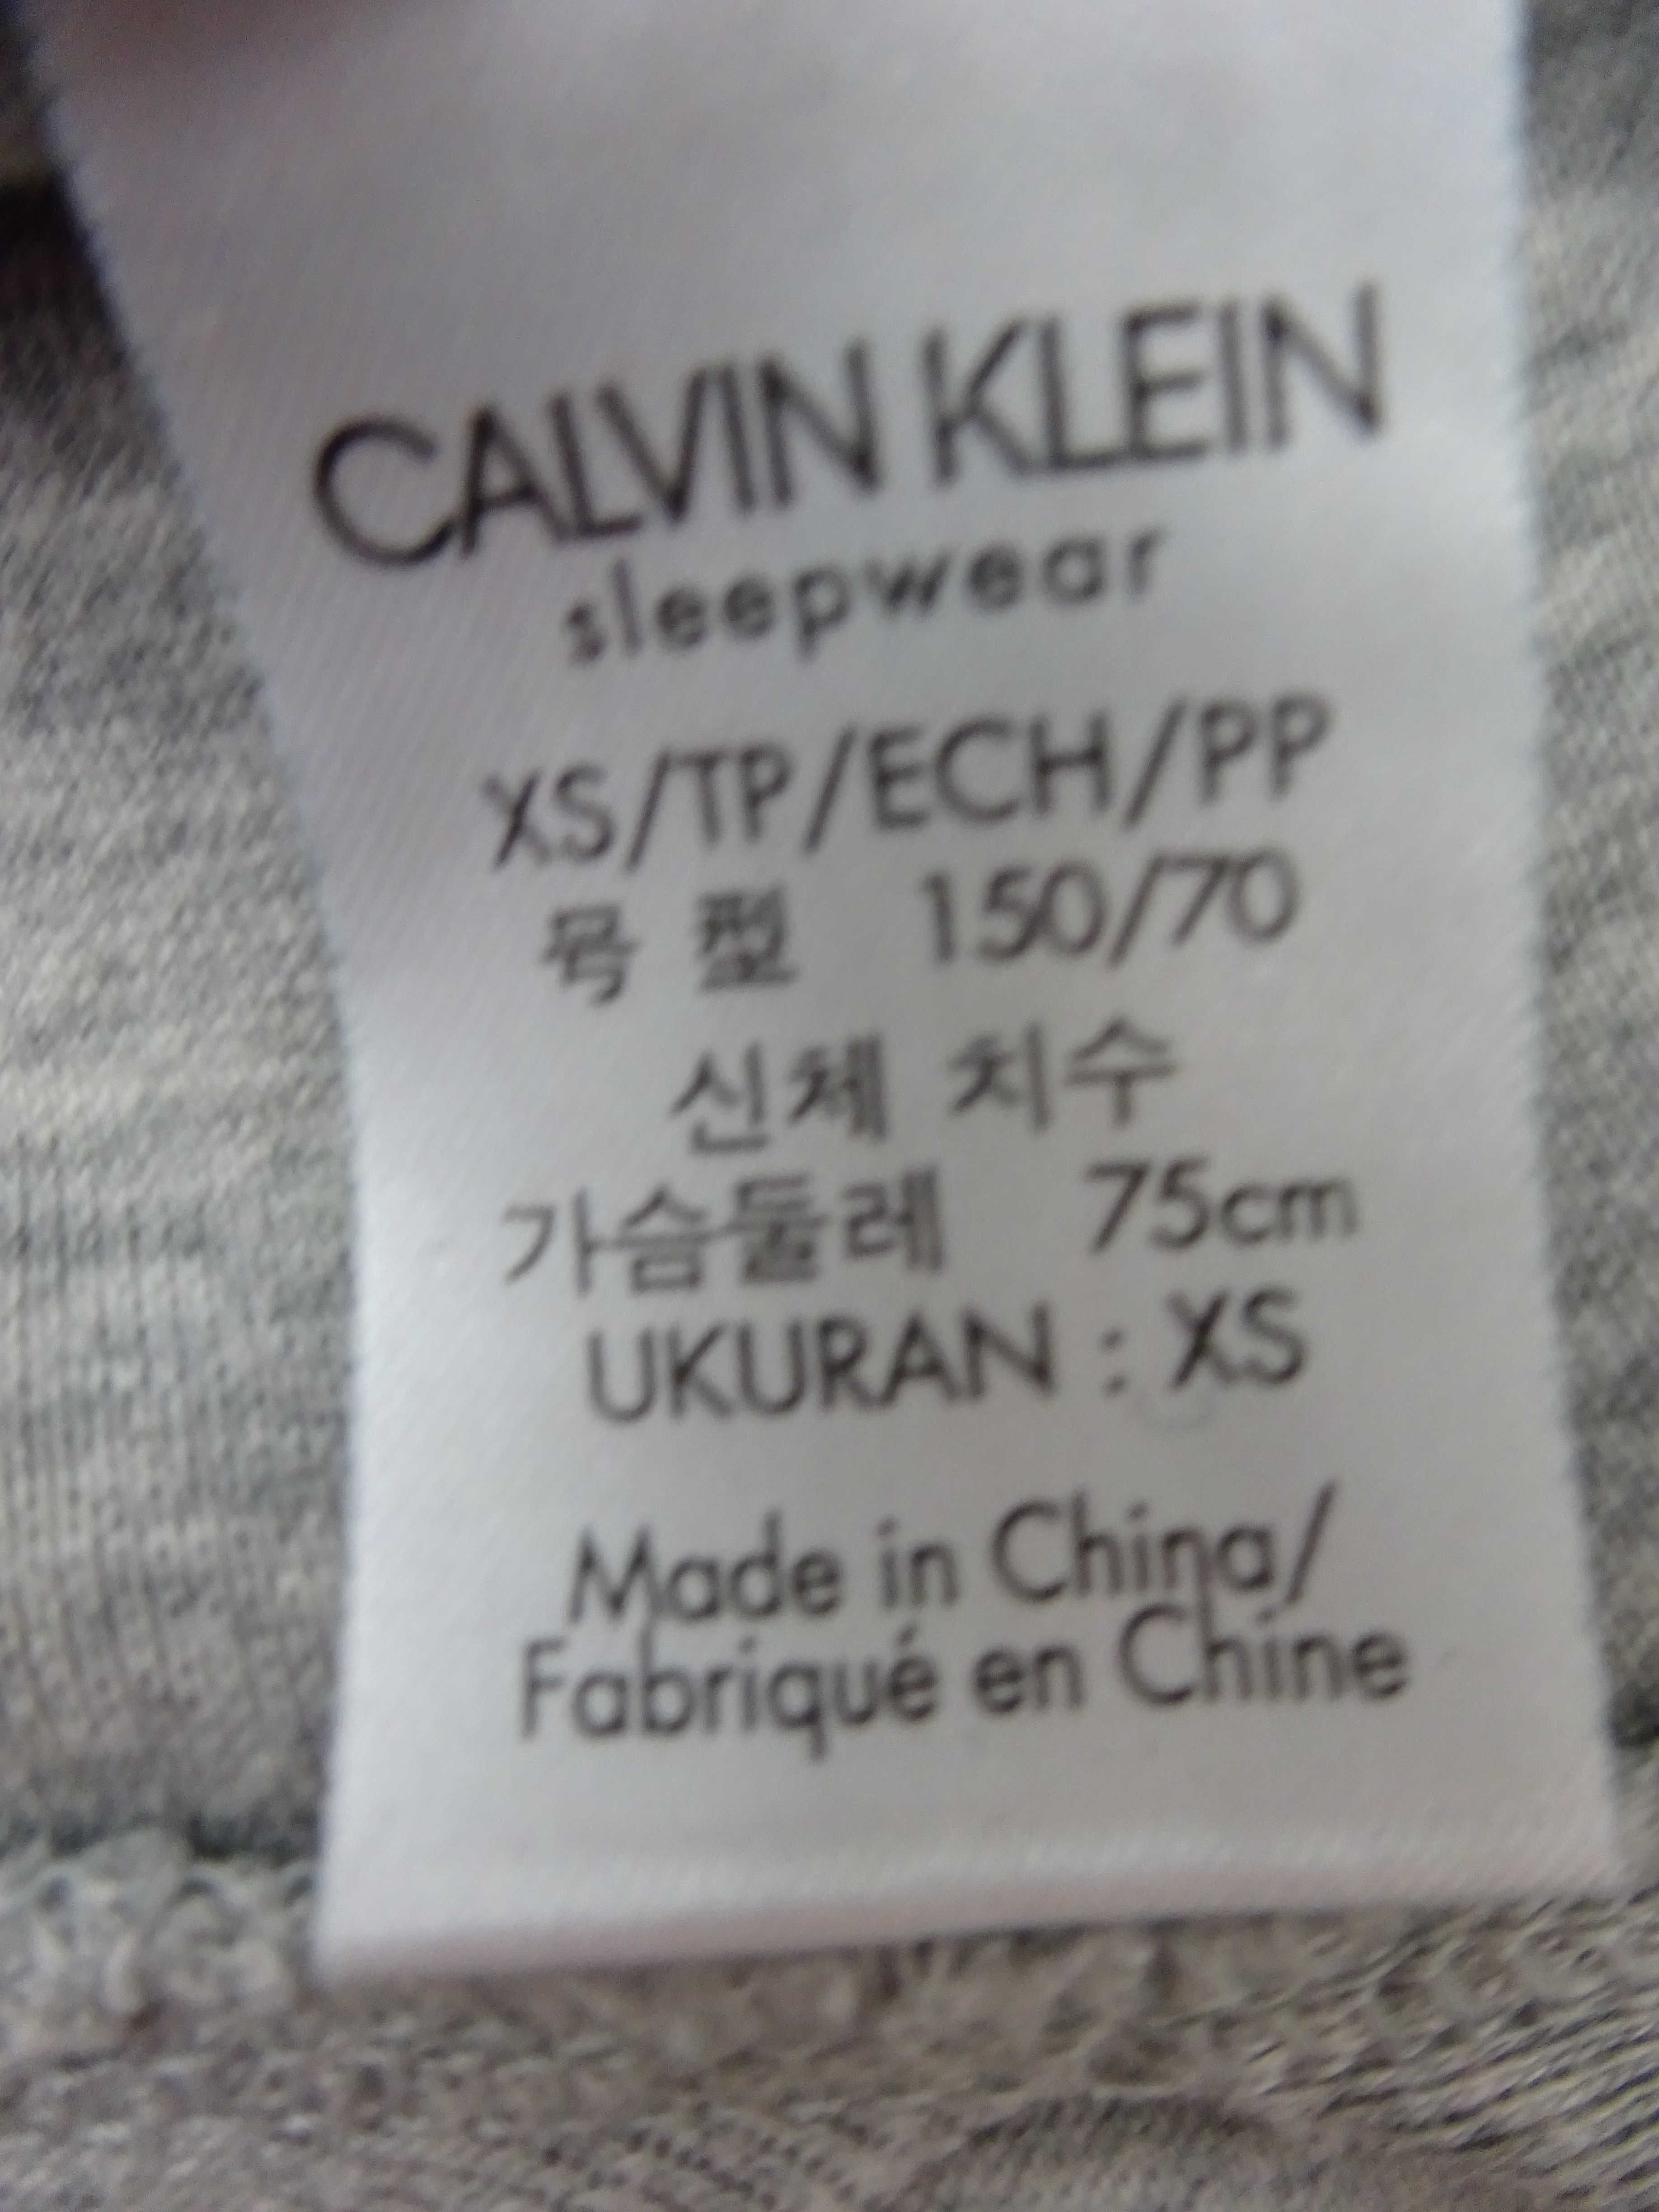 CALVIN KLEIN
sleepwear
XS/TP/ECH/PP
号型 150/70
신체 치수
가슴둘레 75cm
UKURAN : XS
Made in China/
Fabriqué en Chine